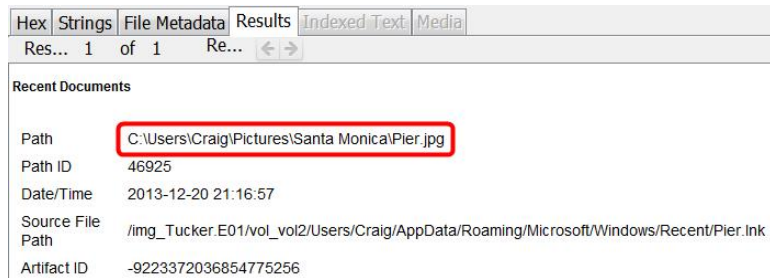 Hex Strings File Metadata Results Indexed Text Media
Res... 1 of 1 Re...
Recent Documents
Path C:\Users\Craig\Pictures\Santa Monica\Pier.jpg
Path ID 46925
Date/Time 2013-12-20 21:16:57
Source File
Path /img_Tucker.E01/vol_vol2/Users/Craig/AppData/Roaming/Microsoft/Windows/Recent/Pier.lnk
Artifact ID -9223372036854775256